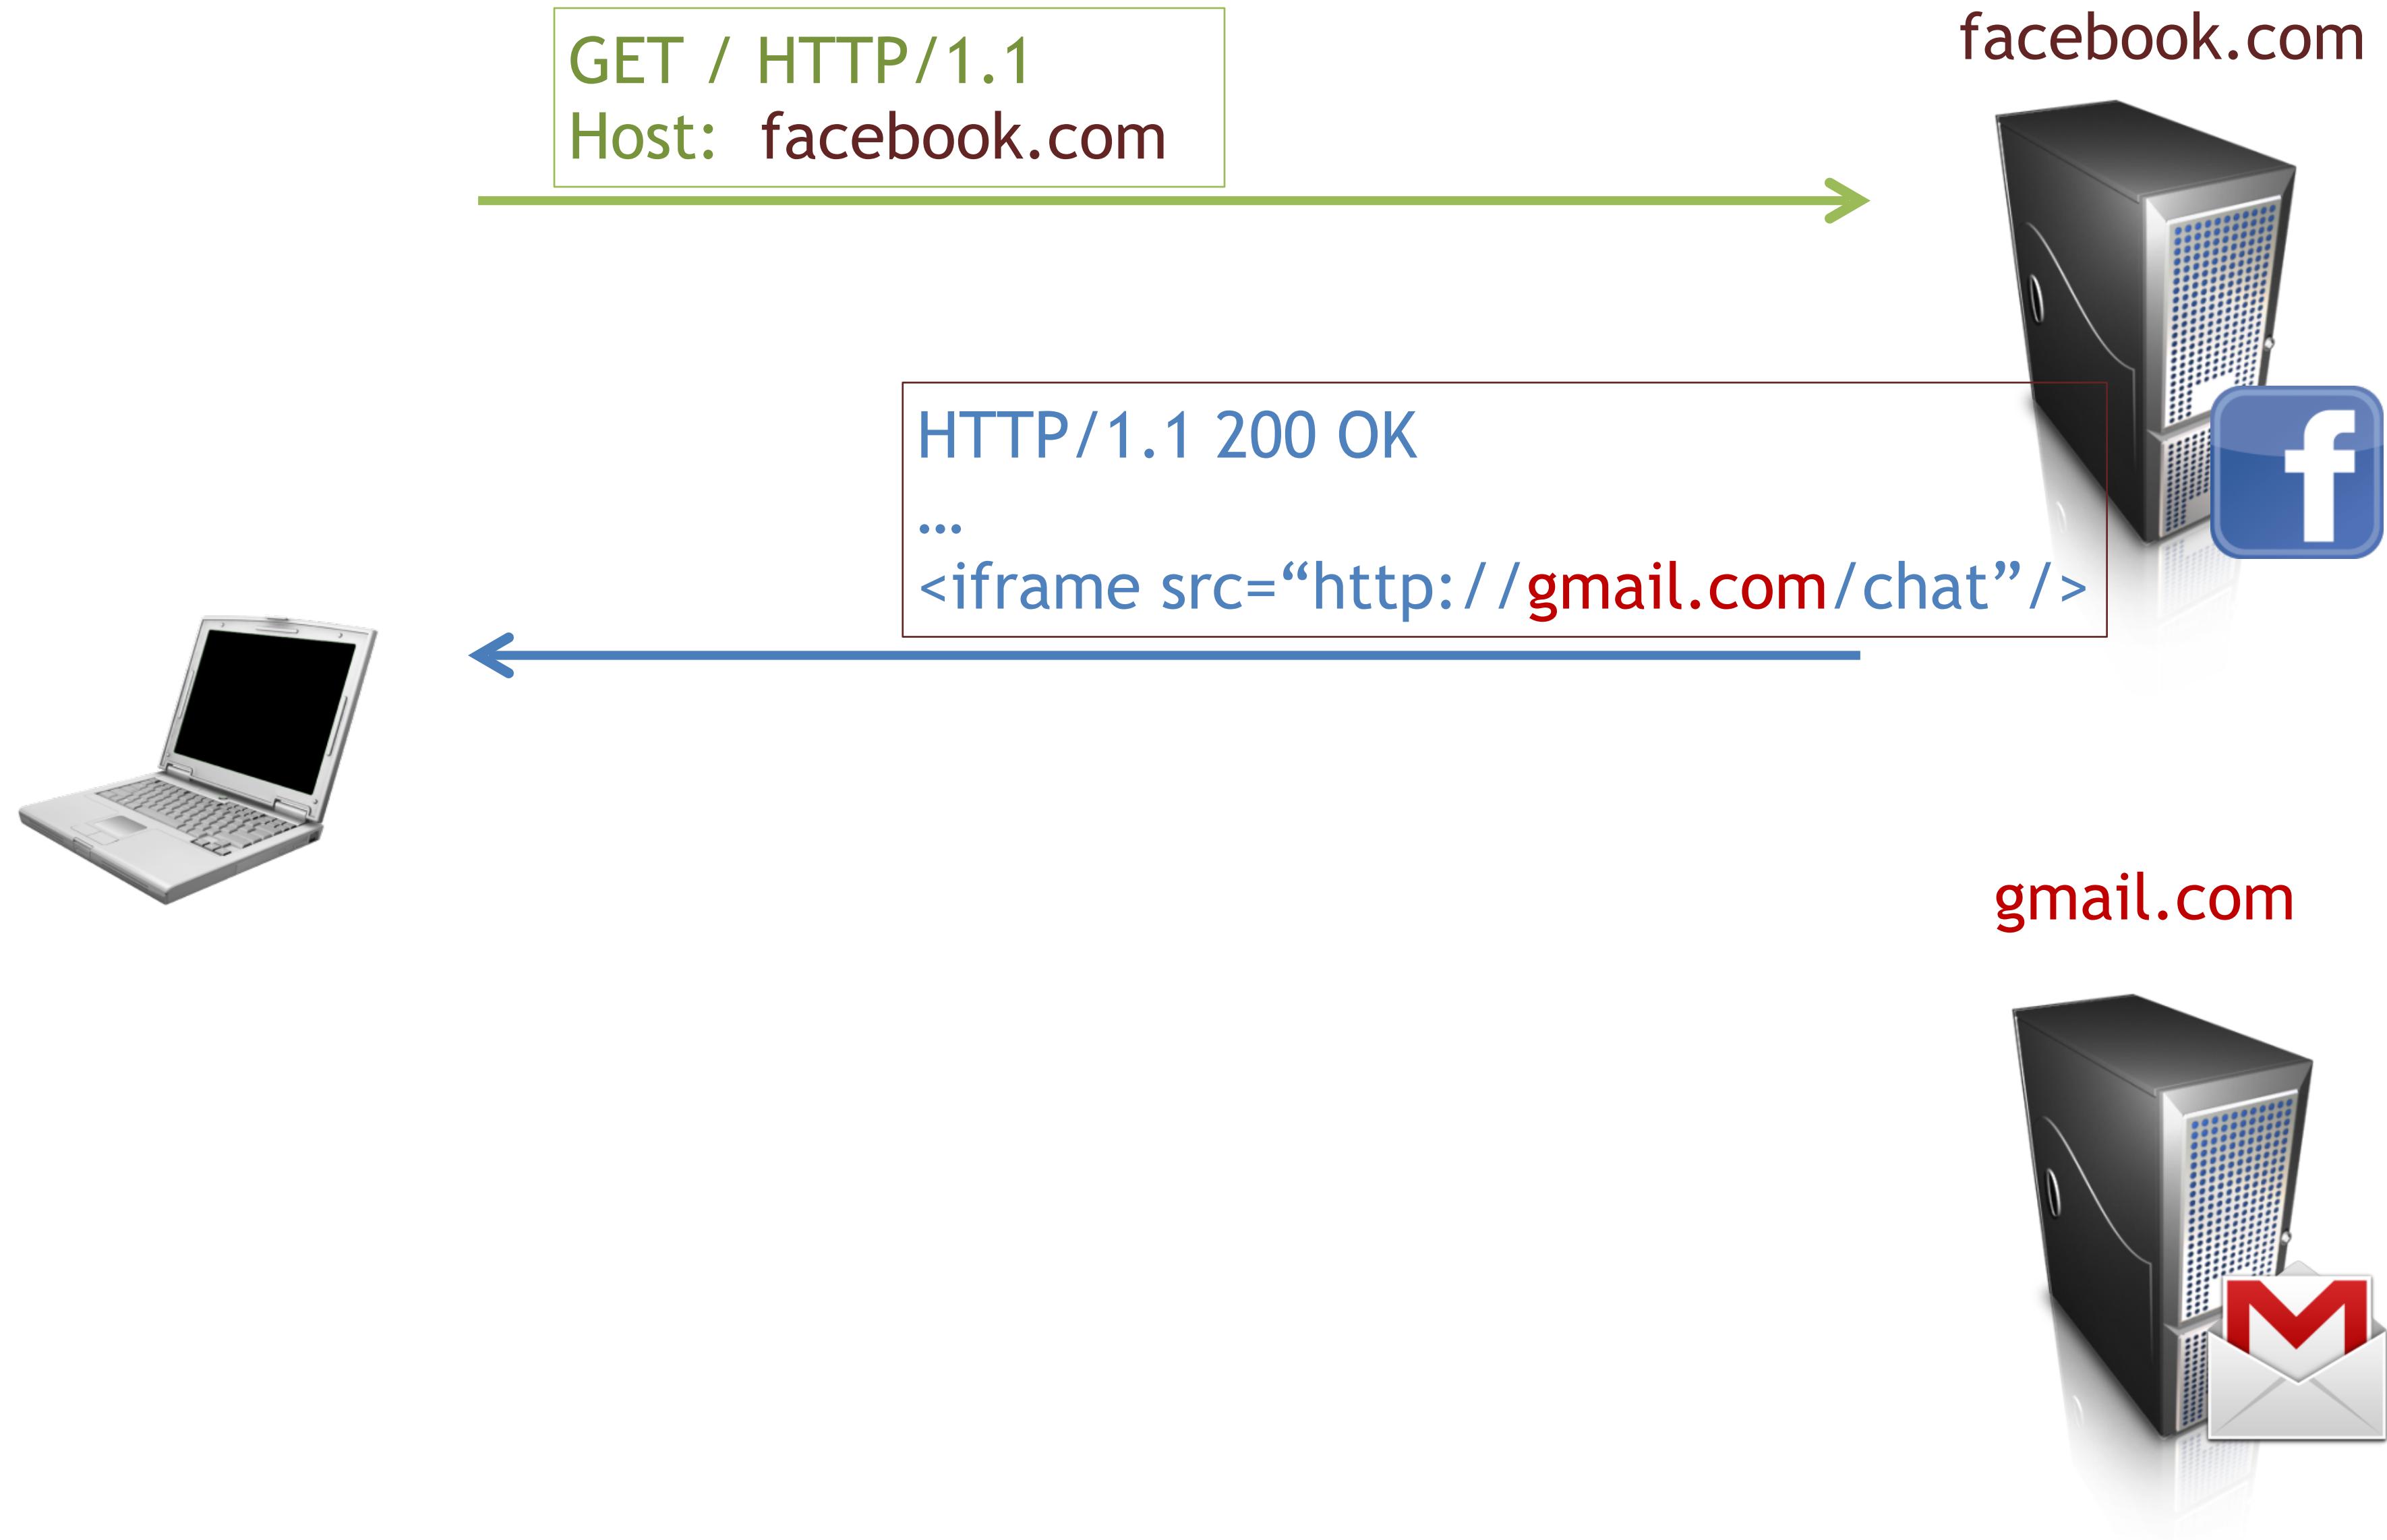 facebook.com
GET / HTTP/1.1
Host: facebook.com
HTTP/1.1 200 OK
…
<iframe src=“http://gmail.com/chat”/>
f
gmail.com
M